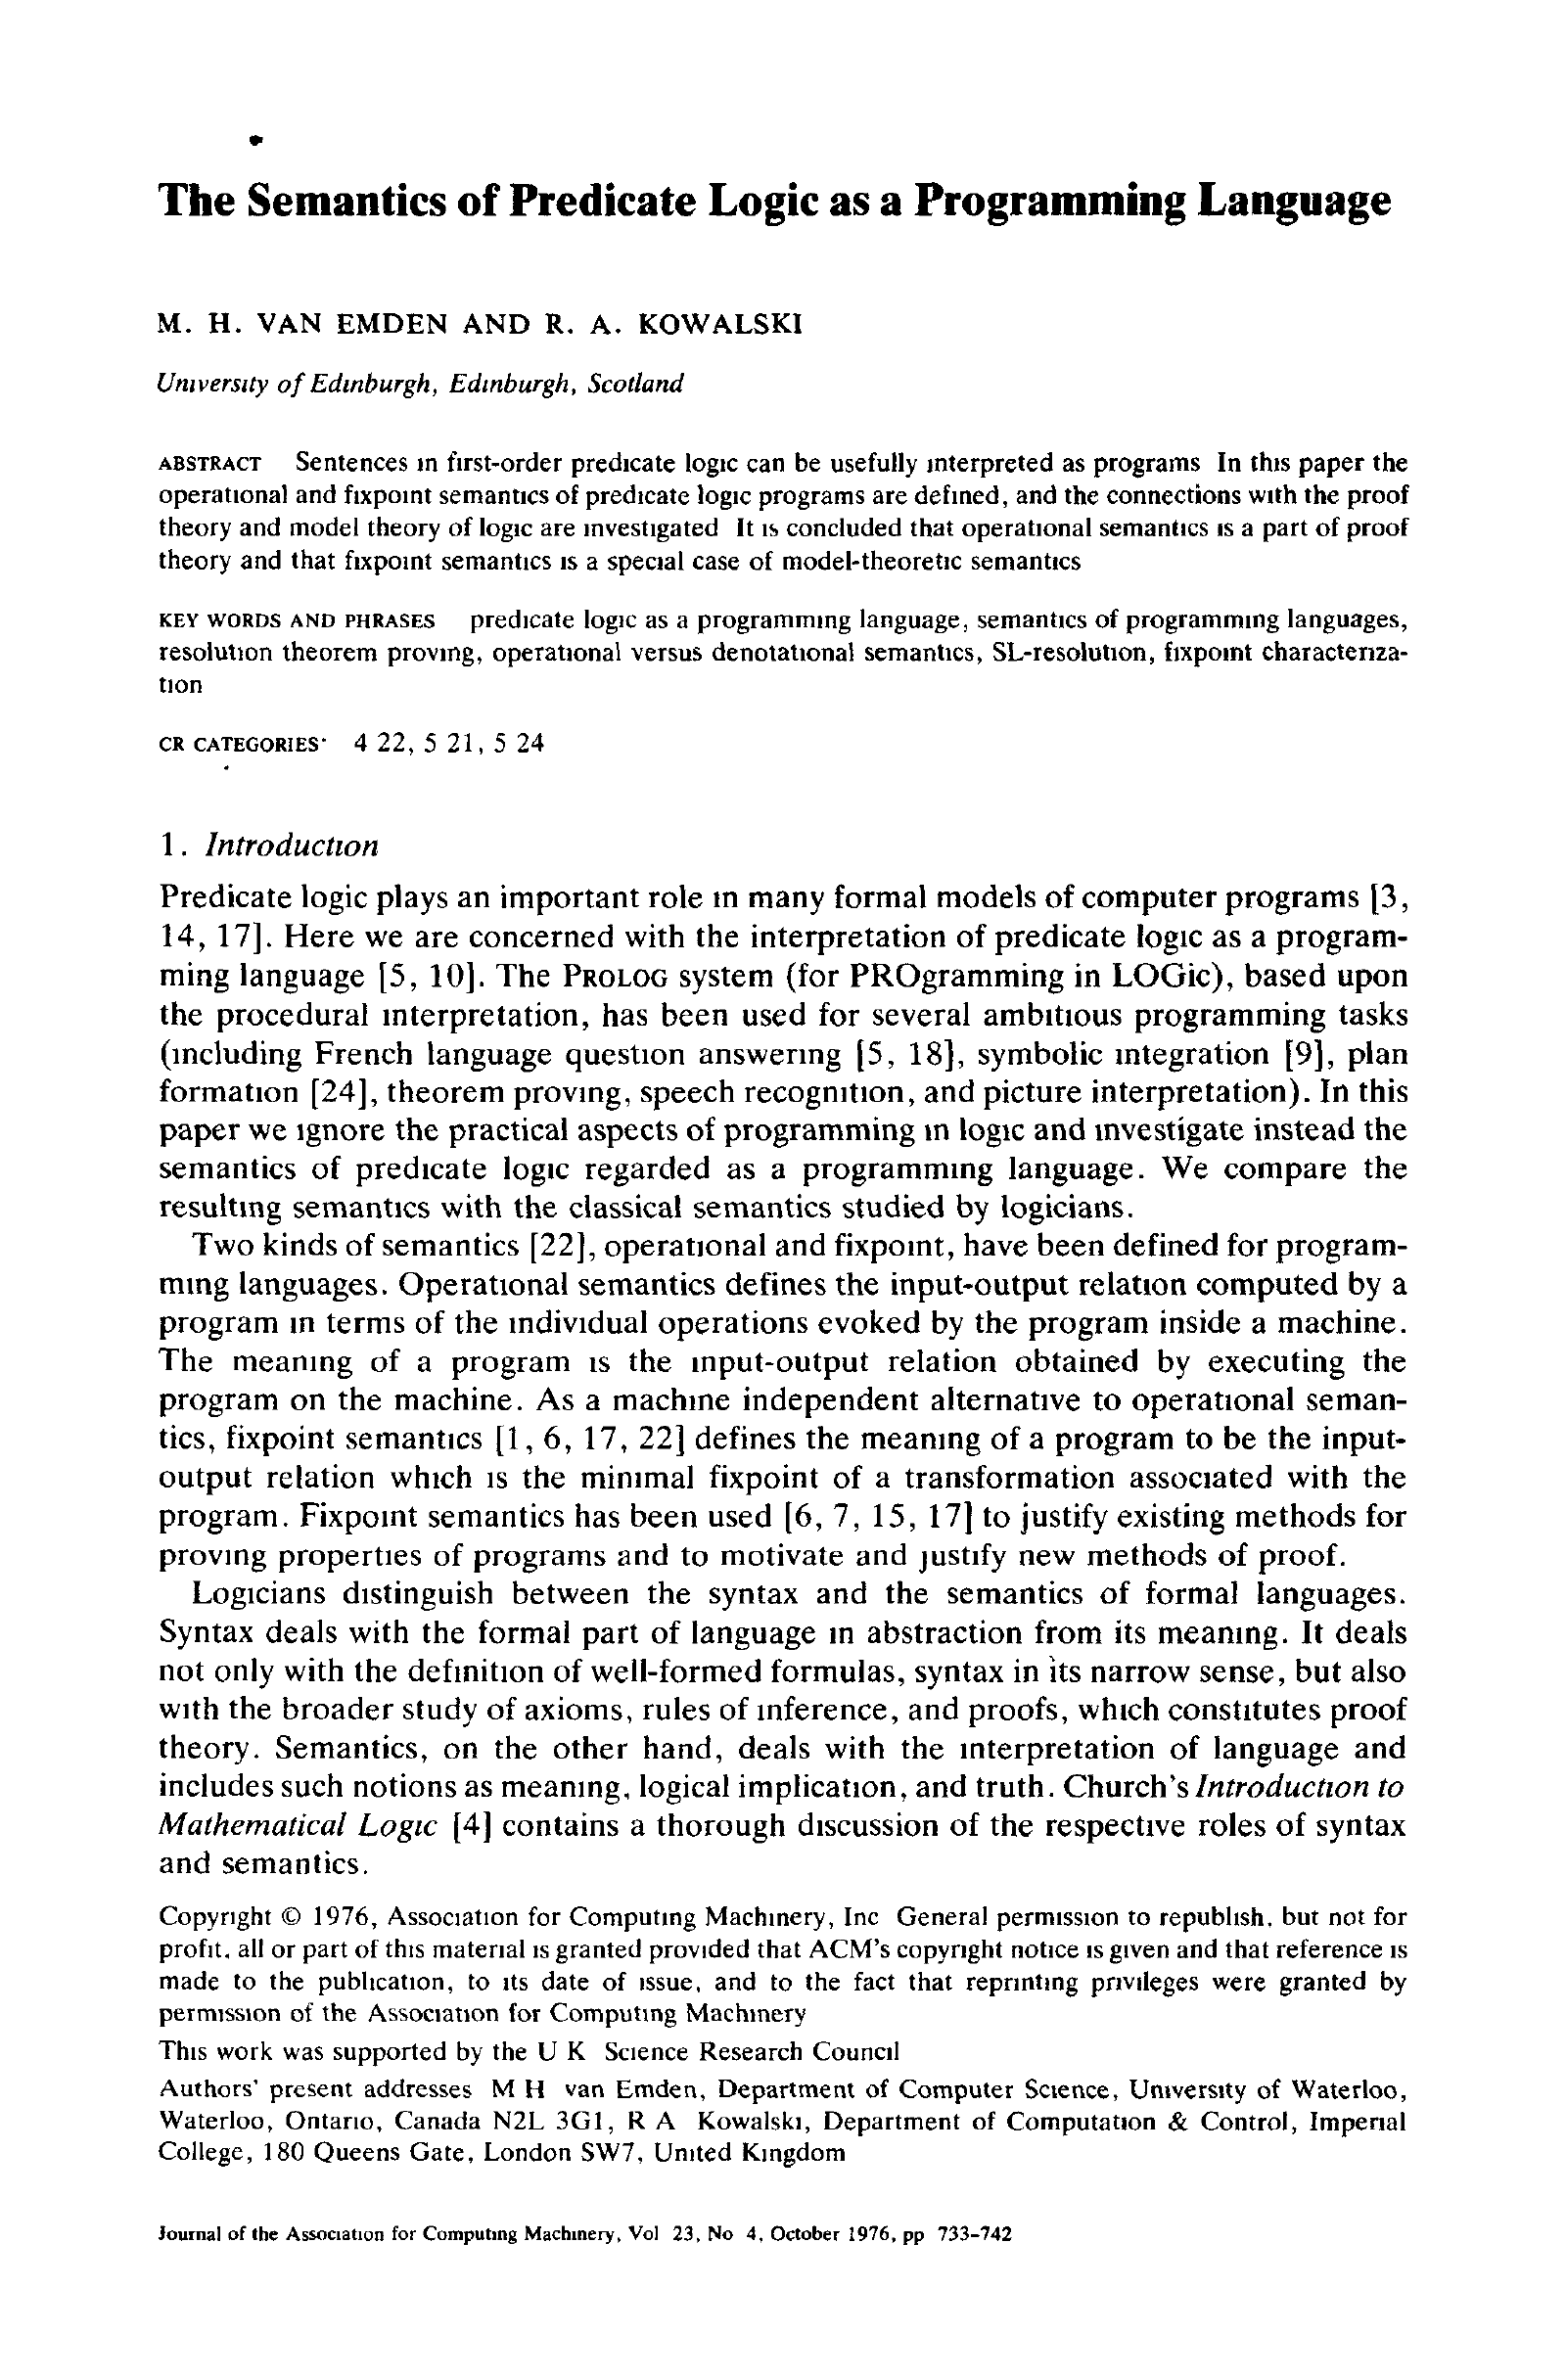 The Semantics of Predicate Logic as a Programming Language
M. H. VAN EMDEN AND R. A. KOWALSKI
University of Edinburgh, Edinburgh, Scotland
ABSTRACT Sentences in first-order predicate logic can be usefully interpreted as programs In this paper the
operational and fixpoint semantics of predicate logic programs are defined, and the connections with the proof
theory and model theory of logic are investigated It is concluded that operational semantics is a part of proof
theory and that fixpoint semantics is a special case of model-theoretic semantics
KEY WORDS AND PHRASES predicate logic as a programming language, semantics of programming languages,
resolution theorem proving, operational versus denotational semantics, SL-resolution, fixpoint characteriza-
tion
CR CATEGORIES· 4 22, 5 21, 5 24
1. Introduction
Predicate logic plays an important role in many formal models of computer programs [3,
14, 17]. Here we are concerned with the interpretation of predicate logic as a program-
ming language [5, 10]. The PROLOG system (for PROgramming in LOGic), based upon
the procedural interpretation, has been used for several ambitious programming tasks
(including French language question answering [5, 18], symbolic integration [9], plan
formation [24], theorem proving, speech recognition, and picture interpretation). In this
paper we ignore the practical aspects of programming in logic and investigate instead the
semantics of predicate logic regarded as a programming language. We compare the
resulting semantics with the classical semantics studied by logicians.
Two kinds of semantics [22], operational and fixpoint, have been defined for program-
ming languages. Operational semantics defines the input-output relation computed by a
program in terms of the individual operations evoked by the program inside a machine.
The meaning of a program is the input-output relation obtained by executing the
program on the machine. As a machine independent alternative to operational seman-
tics, fixpoint semantics [1, 6, 17, 22] defines the meaning of a program to be the input-
output relation which is the minimal fixpoint of a transformation associated with the
program. Fixpoint semantics has been used [6, 7, 15, 17] to justify existing methods for
proving properties of programs and to motivate and justify new methods of proof.
Logicians distinguish between the syntax and the semantics of formal languages.
Syntax deals with the formal part of language in abstraction from its meaning. It deals
not only with the definition of well-formed formulas, syntax in its narrow sense, but also
with the broader study of axioms, rules of inference, and proofs, which constitutes proof
theory. Semantics, on the other hand, deals with the interpretation of language and
includes such notions as meaning, logical implication, and truth. Church's Introduction to
Mathematical Logic [4] contains a thorough discussion of the respective roles of syntax
and semantics.
Copyright © 1976, Association for Computing Machinery, Inc General permission to republish, but not for
profit, all or part of this material is granted provided that ACM's copyright notice is given and that reference is
made to the publication, to its date of issue, and to the fact that reprinting privileges were granted by
permission of the Association for Computing Machinery
This work was supported by the U K Science Research Council
Authors' present addresses M H van Emden, Department of Computer Science, University of Waterloo,
Waterloo, Ontario, Canada N2L 3G1, R A Kowalski, Department of Computation & Control, Imperial
College, 180 Queens Gate, London SW7, United Kingdom
Journal of the Association for Computing Machinery, Vol 23, No 4, October 1976, pp 733-742